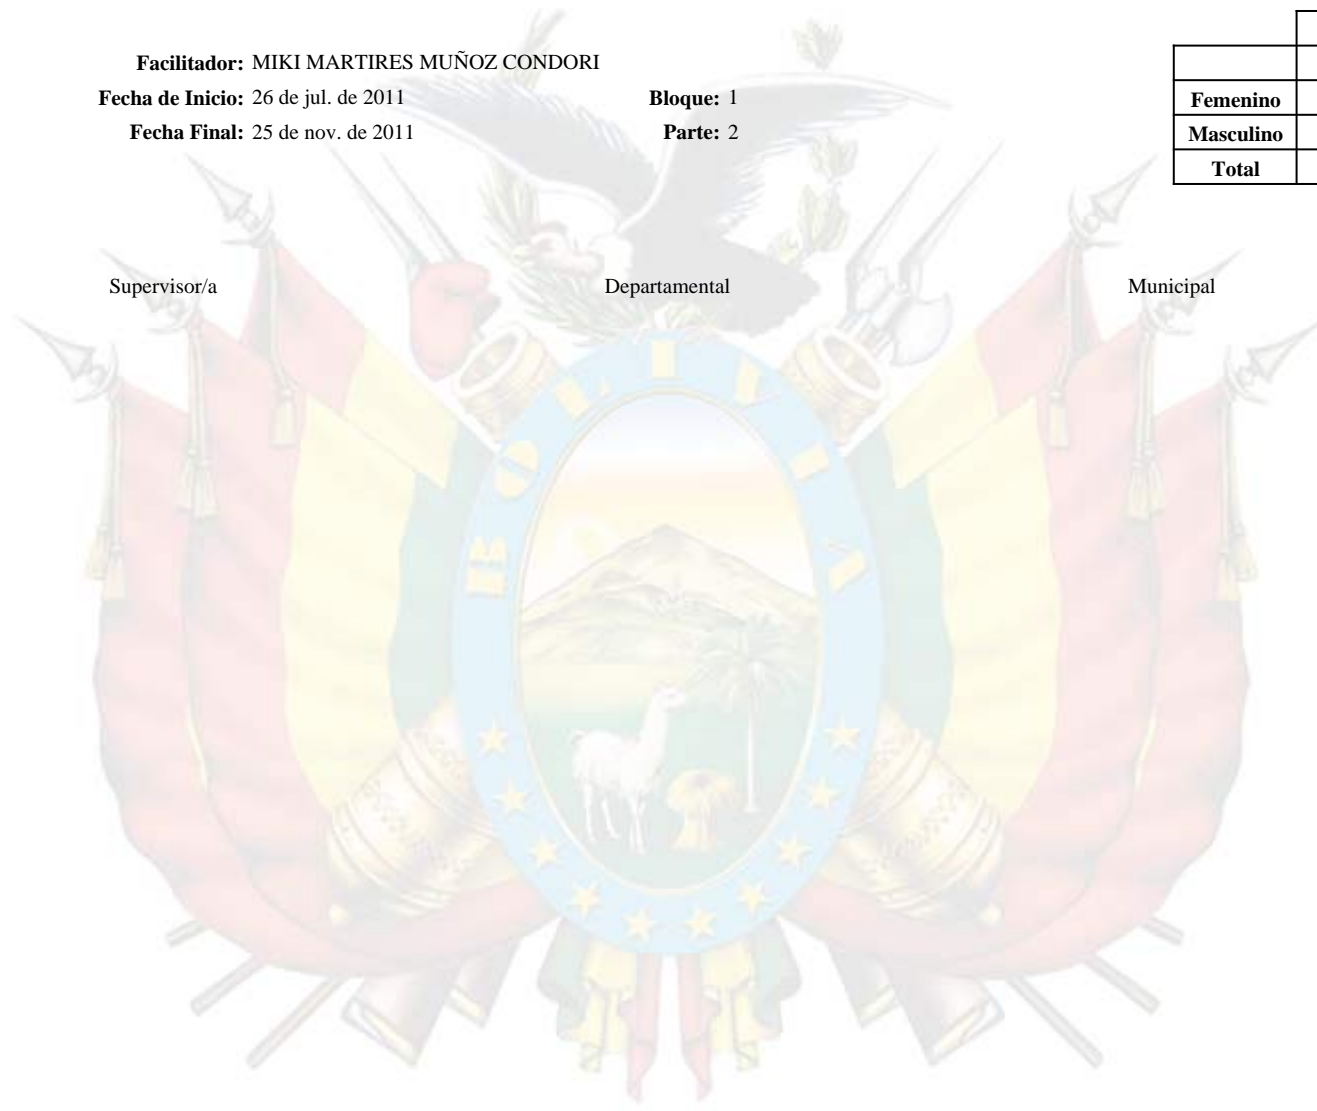 Facilitador: MIKI MARTIRES MUÑOZ CONDORI
Fecha de Inicio: 26 de jul. de 2011 Bloque: 1
Fecha Final: 25 de nov. de 2011 Parte: 2
Femenino
Masculino
Total
Supervisor/a Departamental Municipal
BOLIVIA